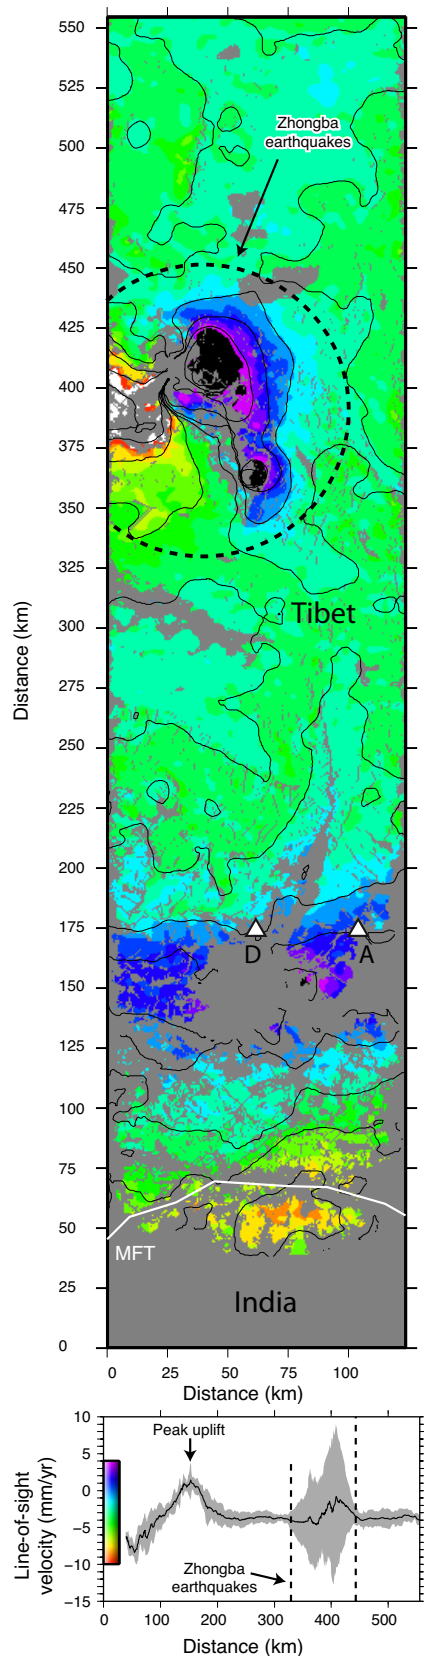 550
525
500
Zhongba
earthquakes
475
450
425
400
375
350
325
Tibet
300
Distance (km)
275
250
225
200
175
D
A
150
125
100
75
50
MFT
25
India
0
0
25
50
75
100
Distance (km)
10
Peak uplift
5
0
−5
−10
−15
Line-of-sight
velocity (mm/yr)
Zhongba
earthquakes
0
100
200
300
400
500
Distance (km)